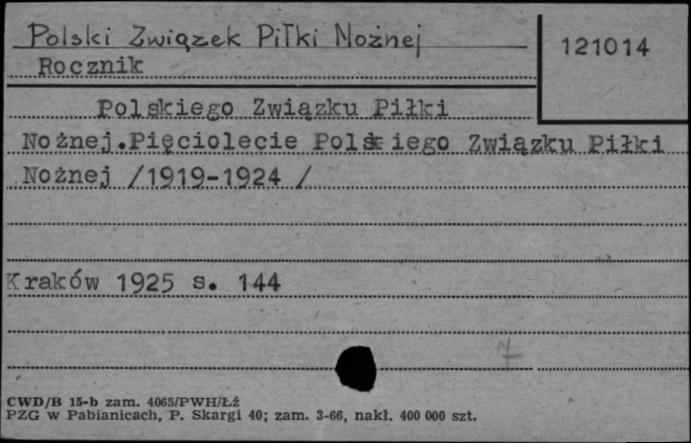 Polski Związek Piłki Nożnej
121014
Rocznik
Polskiego Związku Piłki
Nożnej.Pięciolecie Polskiego Związku Piłki
Nożnej /1919-1924 /
Kraków 1925 s. 144
7
CWD/B 15-b zam. 4065/PWH/Łź
PZG w Pabianicach, P. Skargi 40; zam. 3-66, nakł. 400 000 szt.